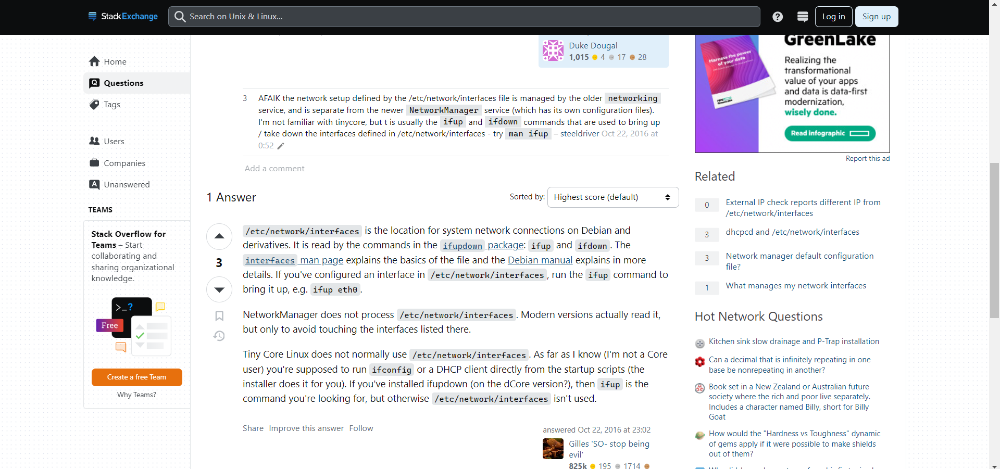 StackExchange
Search on Unix & Linux...
Log in
Sign up
Home
Questions
Tags
Users
Companies
Unanswered
TEAMS
Stack Overflow for
Teams – Start
collaborating and
sharing organizational
knowledge.
>_?
Free
Create a free Team
Why Teams?
Duke Dougal
1,015 4 17 28
3 AFAIK the network setup defined by the /etc/network/interfaces file is managed by the older networking
service, and is separate from the newer NetworkManager service (which has its own configuration files).
I'm not familiar with tinycore, but t is usually the ifup and ifdown commands that are used to bring up
/ take down the interfaces defined in /etc/network/interfaces - try man ifup – steeldriver Oct 22, 2016 at
0:52
Add a comment
1 Answer
Sorted by: Highest score (default)
3
/etc/network/interfaces is the location for system network connections on Debian and
derivatives. It is read by the commands in the ifupdown package: ifup and ifdown. The
interfaces man page explains the basics of the file and the Debian manual explains in more
details. If you've configured an interface in /etc/network/interfaces, run the ifup command to
bring it up, e.g. ifup eth0.
NetworkManager does not process /etc/network/interfaces. Modern versions actually read it,
but only to avoid touching the interfaces listed there.
Tiny Core Linux does not normally use /etc/network/interfaces. As far as I know (I'm not a Core
user) you're supposed to run ifconfig or a DHCP client directly from the startup scripts (the
installer does it for you). If you've installed ifupdown (on the dCore version?), then ifup is the
command you're looking for, but otherwise /etc/network/interfaces isn't used.
Share Improve this answer Follow
answered Oct 22, 2016 at 23:02
Gilles 'SO- stop being
evil'
825k 195 1714
GreenLake
Harness the power
of your data
Realizing the
transformational
value of your apps
and data is data-first
modernization,
wisely done.
Read infographic
Report this ad
Related
0 External IP check reports different IP from
/etc/network/interfaces
3 dhcpcd and /etc/network/interfaces
3 Network manager default configuration
file?
1 What manages my network interfaces
Hot Network Questions
Kitchen sink slow drainage and P-Trap installation
Can a decimal that is infinitely repeating in one
base be nonrepeating in another?
Book set in a New Zealand or Australian future
society where the rich and poor live separately.
Includes a character named Billy, short for Billy
Goat
How would the "Hardness vs Toughness" dynamic
of gems apply if it were possible to make shields
out of them?